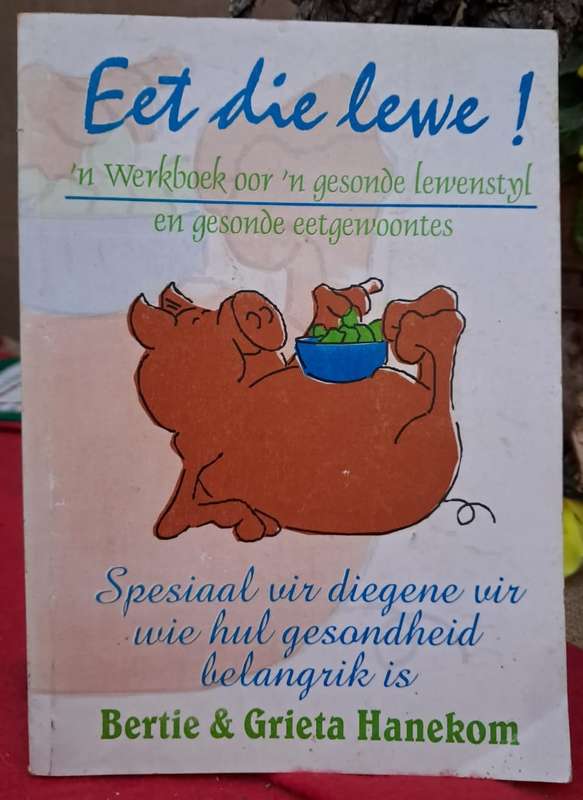 Eet die lewe !
'n Werkboek oor 'n gesonde lewenstyl
en gesonde eetgewoontes
Spesiaal vir diegene vir
wie hul gesondheid
belangrik is
Bertie & Grieta Hanekom